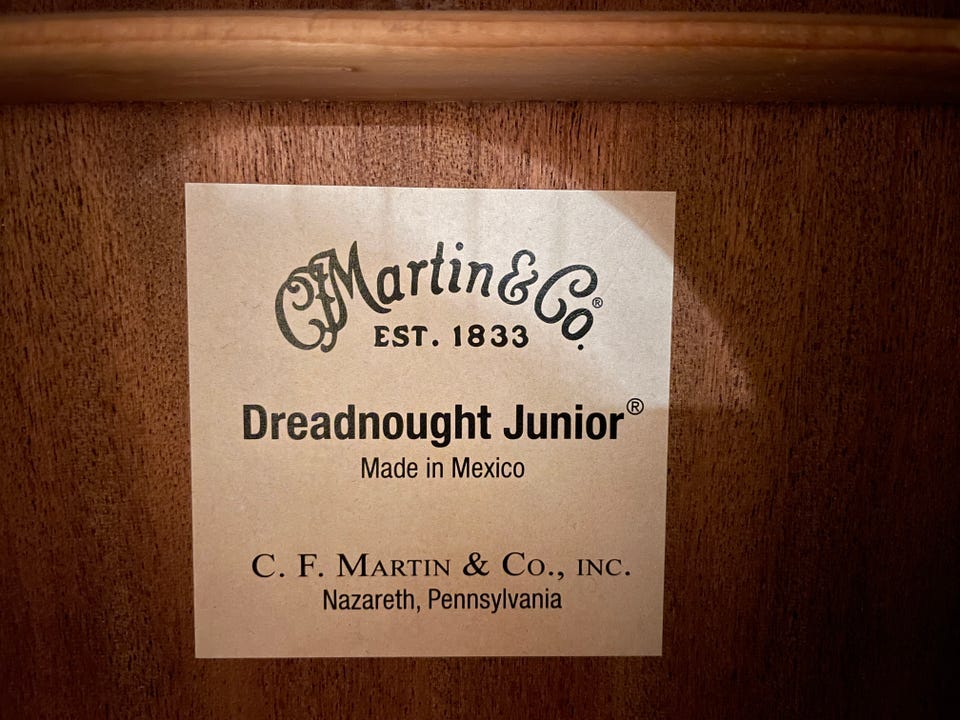 CFMartin & Co.®
EST. 1833
Dreadnought Junior®
Made in Mexico
C. F. MARTIN & CO., INC.
Nazareth, Pennsylvania